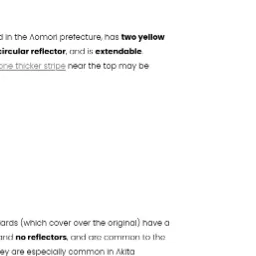 d in the Aomori prefecture, has two yellow
circular reflector, and is extendable.
one thicker stripe near the top may be
ards (which cover over the original) have a
and no reflectors, and are common to the
ey are especially common in Akita